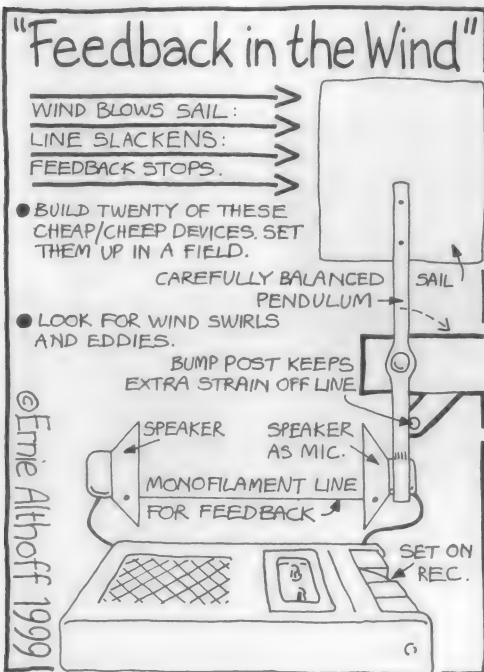 "Feedback in the Wind"
WIND BLOWS SAIL:
LINE SLACKENS:
FEEDBACK STOPS.
• BUILD TWENTY OF THESE
CHEAP/CHEEP DEVICES. SET
THEM UP IN A FIELD.
CAREFULLY BALANCED
PENDULUM
SAIL
• LOOK FOR WIND SWIRLS
AND EDDIES.
BUMP POST KEEPS
EXTRA STRAIN OFF LINE
SPEAKER
SPEAKER
AS MIC.
MONOFILAMENT LINE
FOR FEEDBACK
SET ON
REC.
©Ernie Althoff 1999